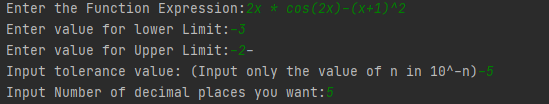 Enter the Function Expression:2x * cos(2x)-(x+1)^2
Enter value for lower Limit:-3
Enter value for Upper Limit:-2-
Input tolerance value: (Input only the value of n in 10^-n)-5
Input Number of decimal places you want:5